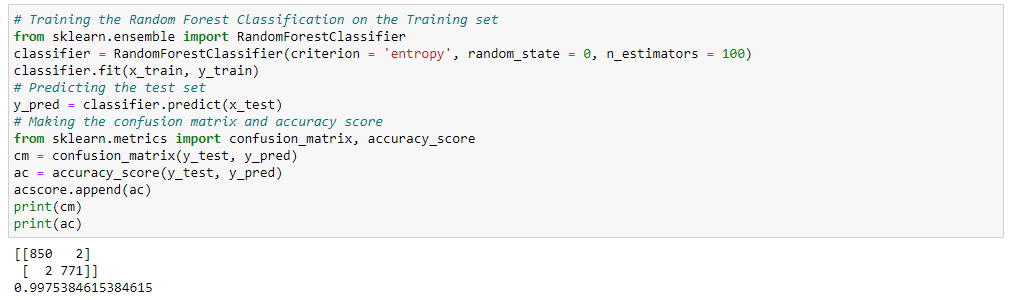 # Training the Random Forest Classification on the Training set
from sklearn.ensemble import RandomForestClassifier
classifier = RandomForestClassifier(criterion = 'entropy', random_state = 0, n_estimators = 100)
classifier.fit(x_train, y_train)
# Predicting the test set
y_pred = classifier.predict(x_test)
# Making the confusion matrix and accuracy score
from sklearn.metrics import confusion_matrix, accuracy_score
cm = confusion_matrix(y_test, y_pred)
ac = accuracy_score(y_test, y_pred)
acscore.append(ac)
print(cm)
print(ac)
[[850   2]
 [  2 771]]
0.9975384615384615